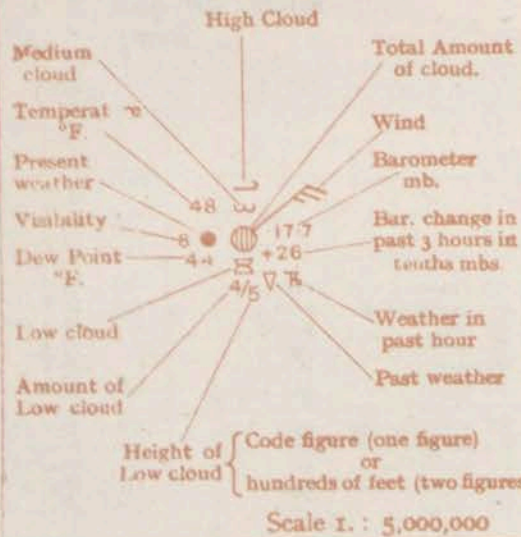 High Cloud
Medium
cloud
Total Amount
of cloud.
Temperat
°F.
Wind
Present
weather
Barometer
mb.
48
Visibility
8
177
Bar. change in
past 3 hours in
tenths mbs.
Dew Point
°F.
44
+26
4/5
Low cloud
Weather in
past hour
Amount of
Low cloud
Past weather
Height of
Low cloud
Code figure (one figure)
or
hundreds of feet (two figures
Scale 1. : 5,000,000